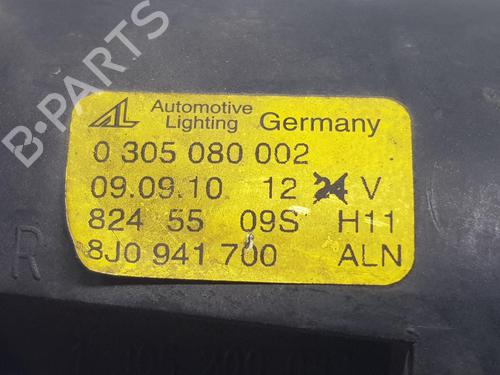 AL Automotive Lighting Germany
0 305 080 002
09.09.10 12 24 V
824 55 09S H11
8J0 941 700 ALN
R
B-PARTS